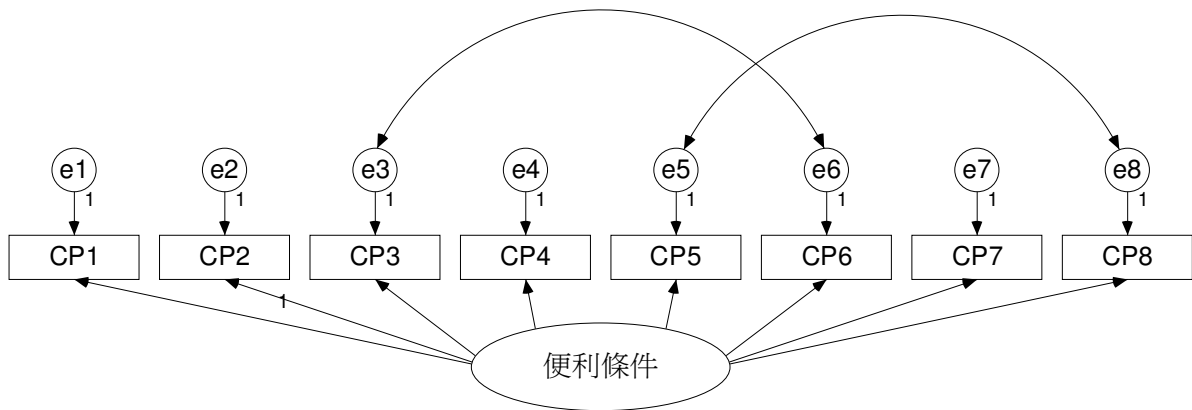 e1 e2 e3 e4 e5 e6 e7 e8
1 1 1 1 1 1 1 1
CP1 CP2 CP3 CP4 CP5 CP6 CP7 CP8
1
便利條件